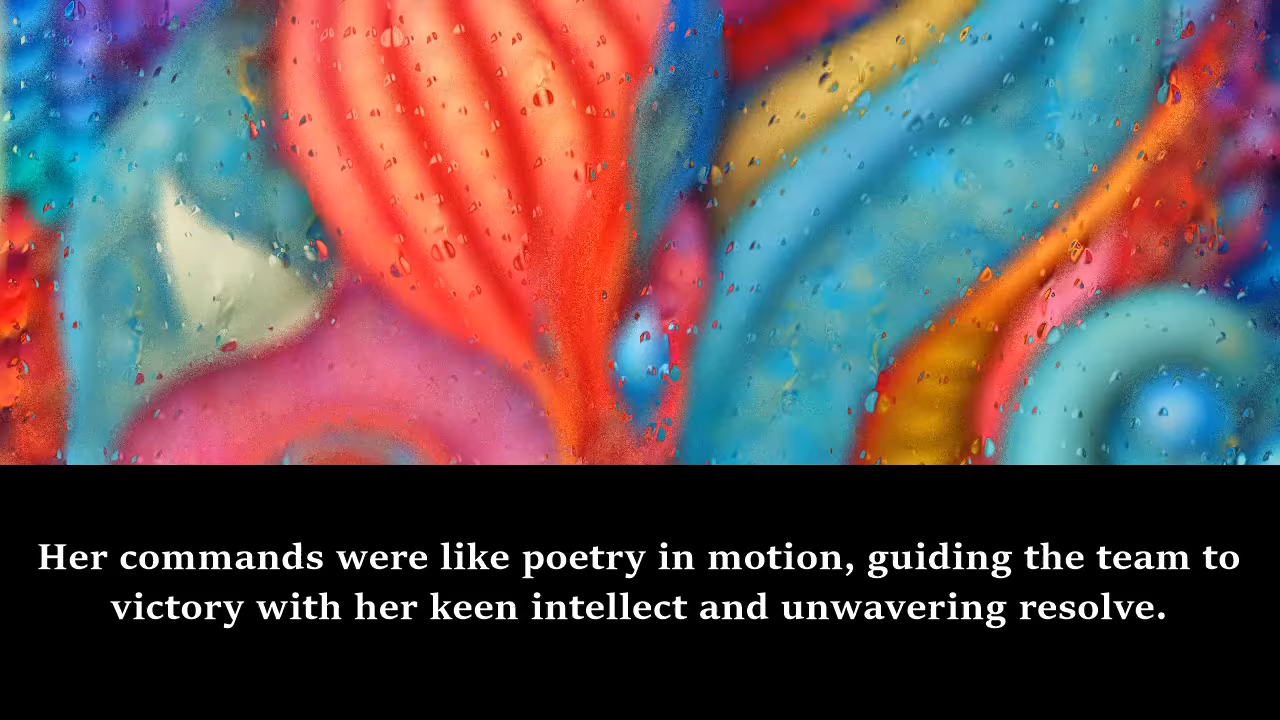 Her commands were like poetry in motion, guiding the team to
victory with her keen intellect and unwavering resolve.